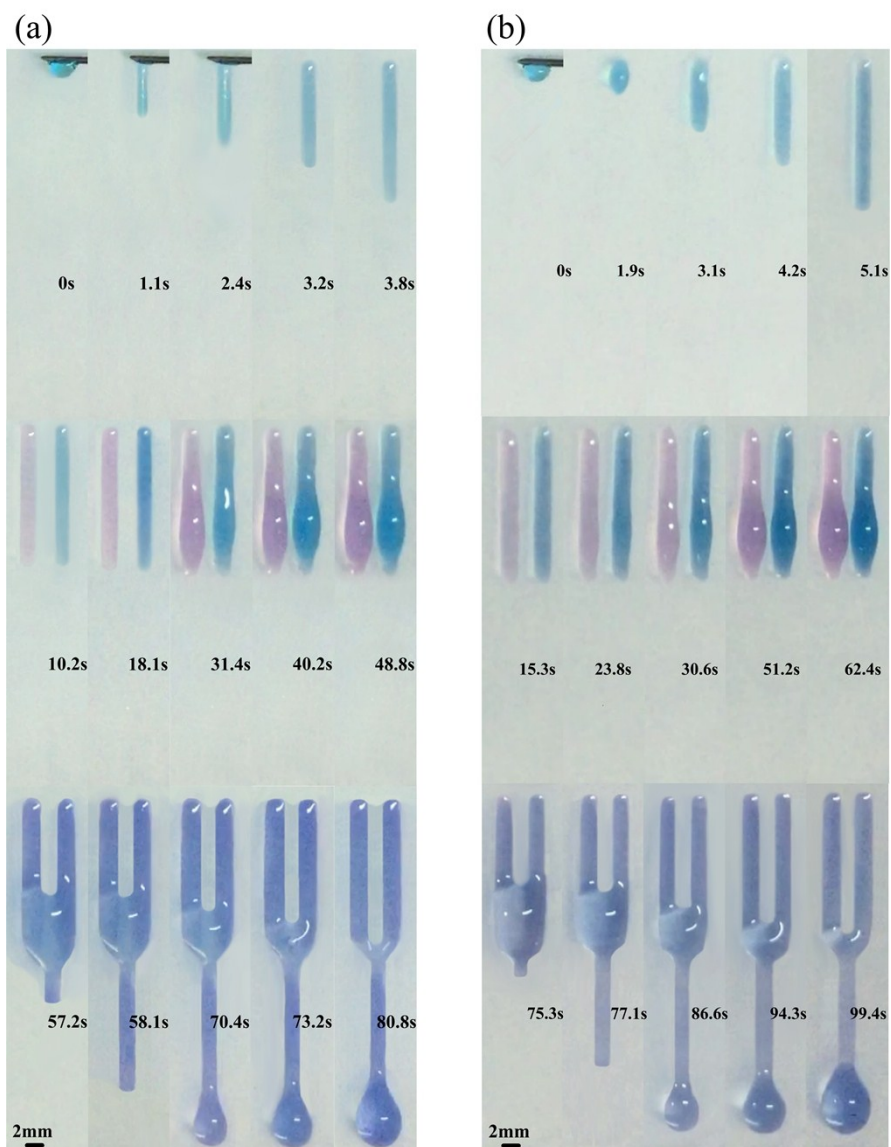 (a)
0s 1.1s 2.4s 3.2s 3.8s
10.2s 18.1s 31.4s 40.2s 48.8s
57.2s 58.1s 70.4s 73.2s 80.8s
2mm
(b)
0s 1.9s 3.1s 4.2s 5.1s
15.3s 23.8s 30.6s 51.2s 62.4s
75.3s 77.1s 86.6s 94.3s 99.4s
2mm